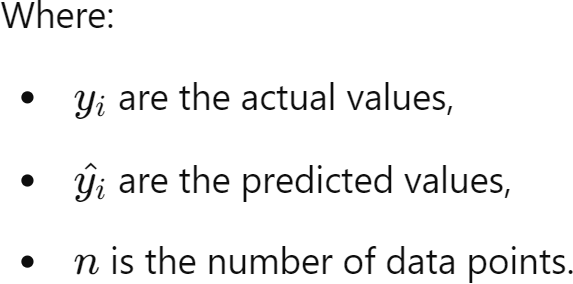 Where:
• yᵢ are the actual values,
• ŷᵢ are the predicted values,
• n is the number of data points.